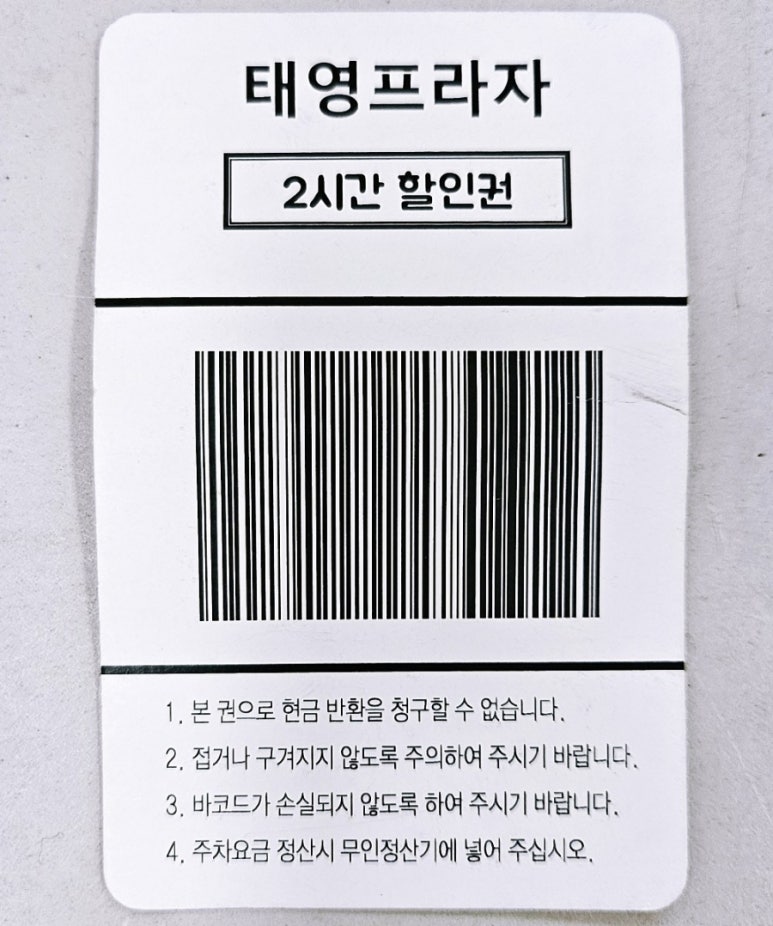 태영프라자
2시간 할인권
1. 본 권으로 현금 반환을 청구할 수 없습니다.
2. 접거나 구겨지지 않도록 주의하여 주시기 바랍니다.
3. 바코드가 손실되지 않도록 하여 주시기 바랍니다.
4. 주차요금 정산시 무인정산기에 넣어 주십시오.